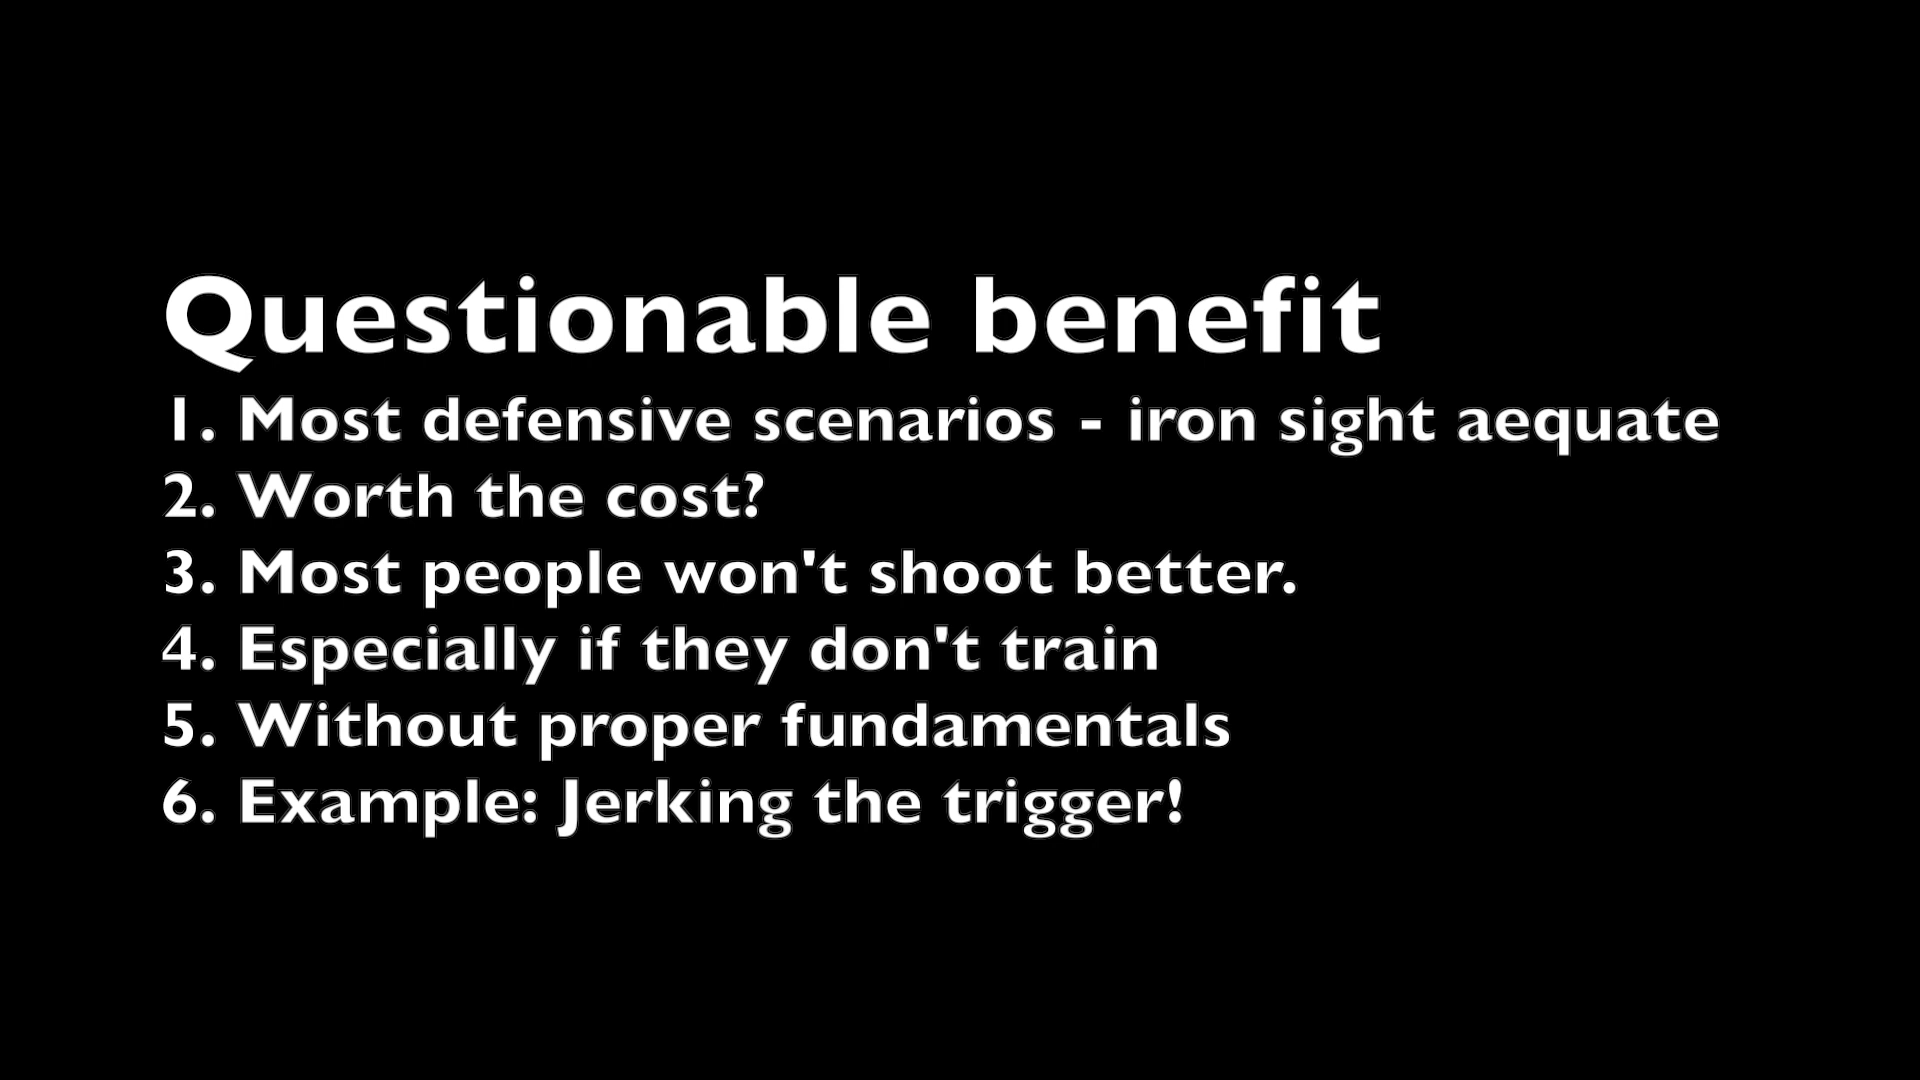 Questionable benefit
1. Most defensive scenarios - iron sight aequate
2. Worth the cost?
3. Most people won't shoot better.
4. Especially if they don't train
5. Without proper fundamentals
6. Example: Jerking the trigger!